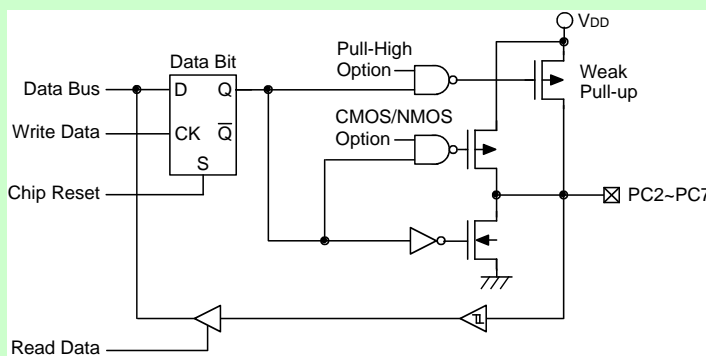 VDD
Pull-High
Option
Weak
Pull-up
Data Bit
Data Bus
D
Q
Write Data
CK
Q̅
CMOS/NMOS
Option
S
Chip Reset
PC2~PC7
Read Data